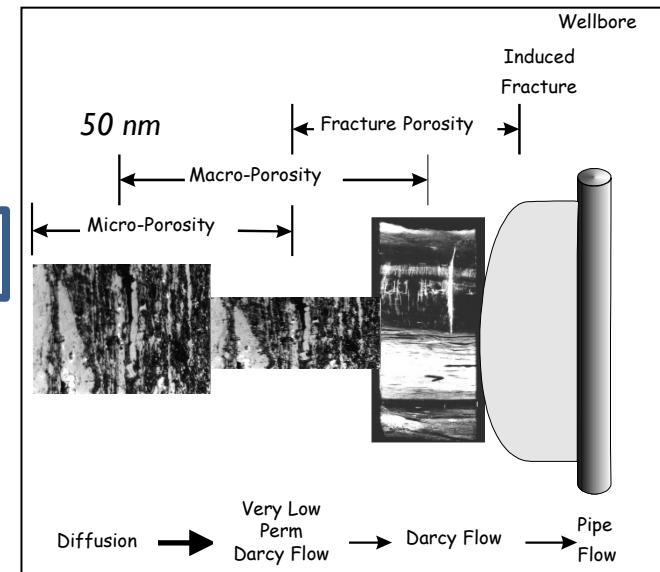 Wellbore
Induced
Fracture
50 nm
Fracture Porosity
Macro-Porosity
Micro-Porosity
Diffusion
Very Low
Perm
Darcy Flow
Darcy Flow
Pipe
Flow